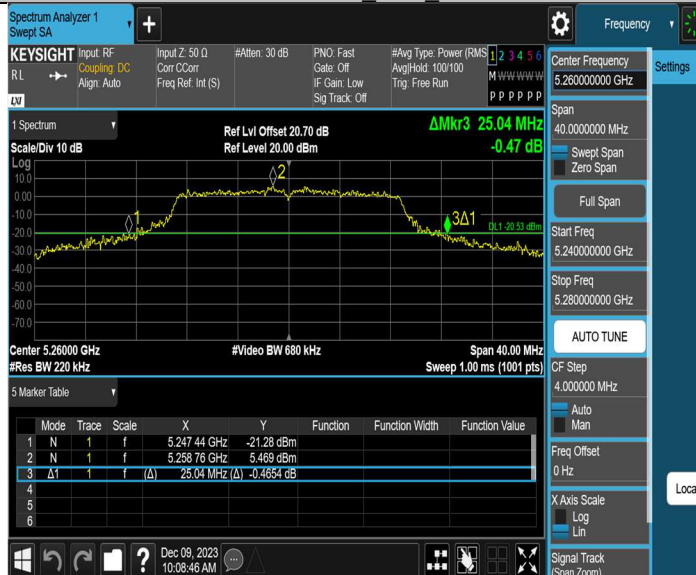 Spectrum Analyzer 1
Swept SA
+
Frequency
KEYSIGHT
RL
LXI
Input: RF
Coupling: DC
Align: Auto
Input Z: 50 Ω
Corr CCorr
Freq Ref: Int (S)
#Atten: 30 dB
PNO: Fast
Gate: Off
IF Gain: Low
Sig Track: Off
#Avg Type: Power (RMS
Avg|Hold: 100/100
Trig: Free Run
1 2 3 4 5 6
M W W W W W
P P P P P P
1 Spectrum
Scale/Div 10 dB
Ref Lvl Offset 20.70 dB
Ref Level 20.00 dBm
ΔMkr3 25.04 MHz
-0.47 dB
Log
10.0
0.00
-10.0
-20.0
-30.0
-40.0
-50.0
-60.0
-70.0
1
2
3Δ1
DL1 -20.53 dBm
Center 5.26000 GHz
#Res BW 220 kHz
#Video BW 680 kHz
Span 40.00 MHz
Sweep 1.00 ms (1001 pts)
5 Marker Table
Mode Trace Scale X Y Function Function Width Function Value
1 N 1 f 5.247 44 GHz -21.28 dBm
2 N 1 f 5.258 76 GHz 5.469 dBm
3 Δ1 1 f (Δ) 25.04 MHz (Δ) -0.4654 dB
4
5
6
?
Dec 09, 2023
10:08:46 AM
Center Frequency
5.260000000 GHz
Span
40.0000000 MHz
Swept Span
Zero Span
Full Span
Start Freq
5.240000000 GHz
Stop Freq
5.280000000 GHz
AUTO TUNE
CF Step
4.000000 MHz
Auto
Man
Freq Offset
0 Hz
X Axis Scale
Log
Lin
Signal Track
(Span Zoom)
Settings
Loca